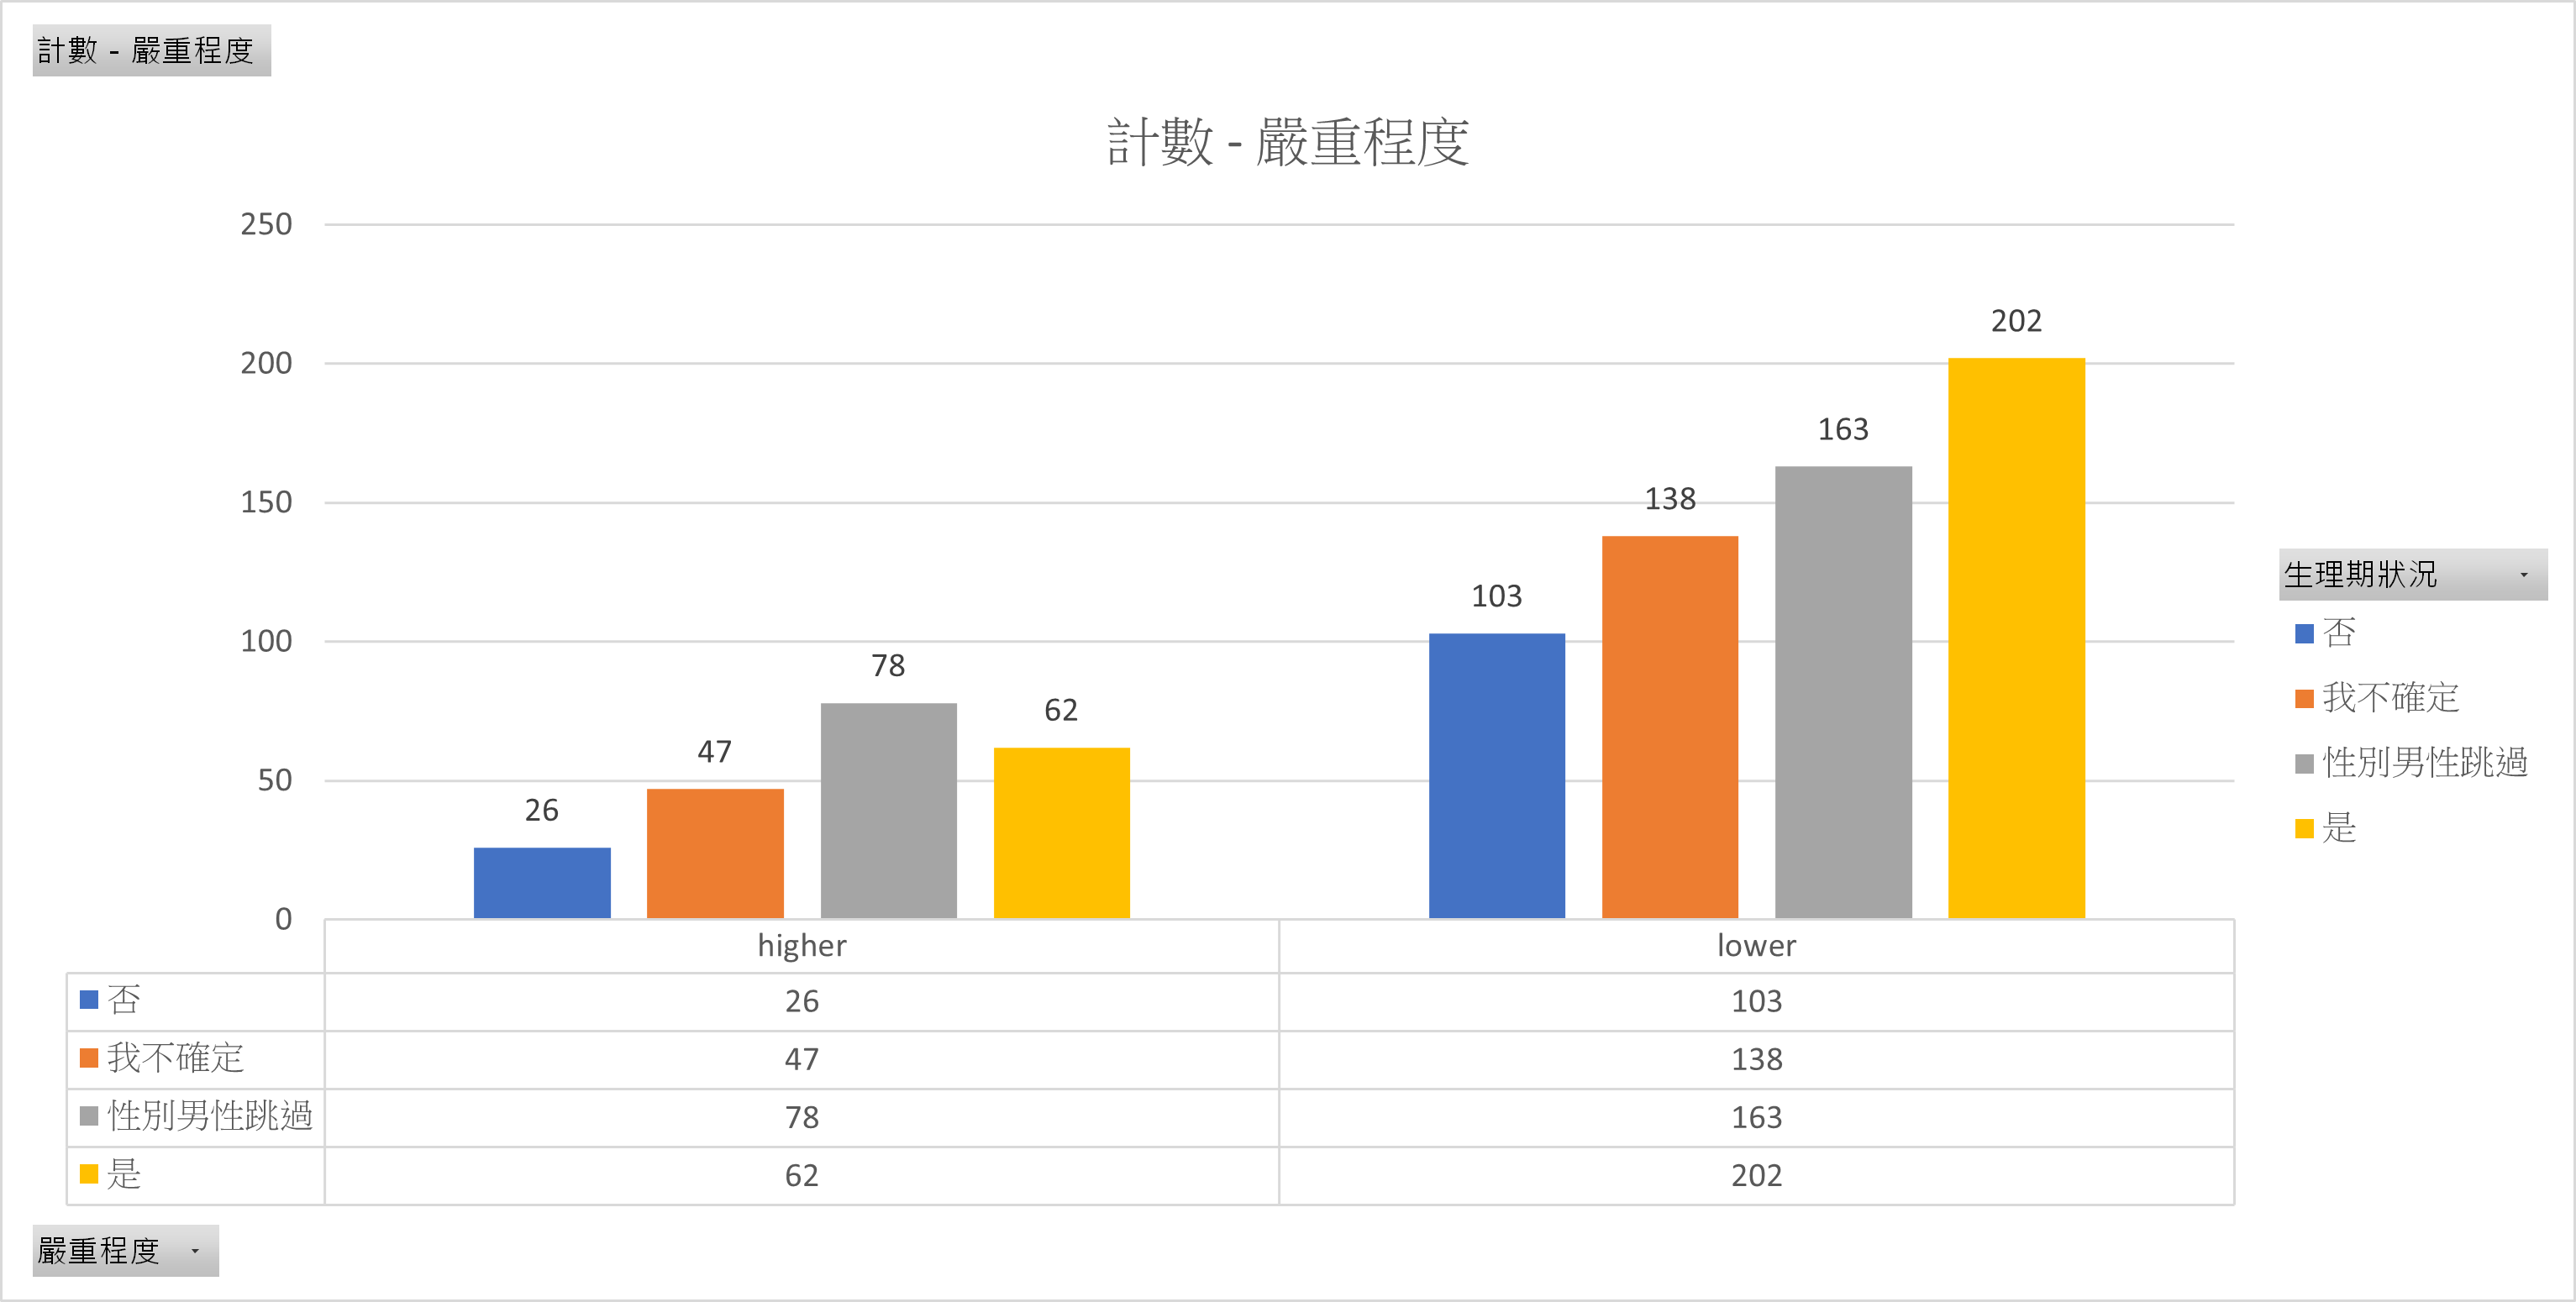 計數 - 嚴重程度
計數 - 嚴重程度
250
200
150
100
50
0
26
47
78
62
103
138
163
202
生理期狀況
否
我不確定
性別男性跳過
是
higher lower
否 26 103
我不確定 47 138
性別男性跳過 78 163
是 62 202
嚴重程度